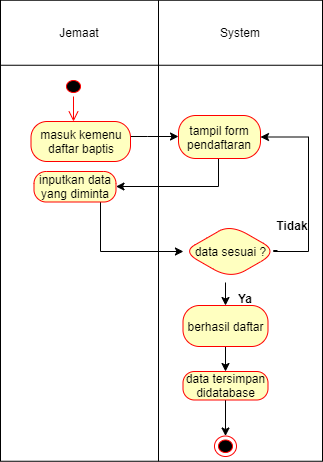 Jemaat
System
masuk kemenu
daftar baptis
tampil form
pendaftaran
inputkan data
yang diminta
Tidak
data sesuai ?
Ya
berhasil daftar
data tersimpan
didatabase